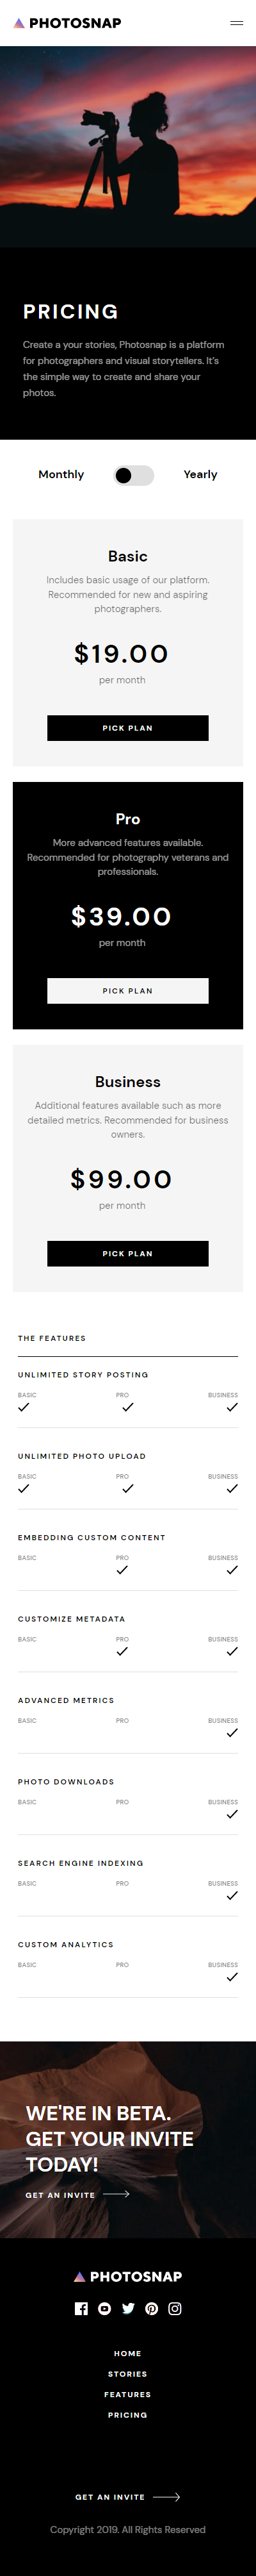 PHOTOSNAP
PRICING
Create a your stories, Photosnap is a platform
for photographers and visual storytellers. It's
the simple way to create and share your
photos.
Monthly Yearly
Basic
Includes basic usage of our platform.
Recommended for new and aspiring
photographers.
$19.00
per month
PICK PLAN
Pro
More advanced features available.
Recommended for photography veterans and
professionals.
$39.00
per month
PICK PLAN
Business
Additional features available such as more
detailed metrics. Recommended for business
owners.
$99.00
per month
PICK PLAN
THE FEATURES
UNLIMITED STORY POSTING
BASIC PRO BUSINESS
UNLIMITED PHOTO UPLOAD
BASIC PRO BUSINESS
EMBEDDING CUSTOM CONTENT
BASIC PRO BUSINESS
CUSTOMIZE METADATA
BASIC PRO BUSINESS
ADVANCED METRICS
BASIC PRO BUSINESS
PHOTO DOWNLOADS
BASIC PRO BUSINESS
SEARCH ENGINE INDEXING
BASIC PRO BUSINESS
CUSTOM ANALYTICS
BASIC PRO BUSINESS
WE'RE IN BETA.
GET YOUR INVITE
TODAY!
GET AN INVITE
PHOTOSNAP
HOME
STORIES
FEATURES
PRICING
GET AN INVITE
Copyright 2019. All Rights Reserved